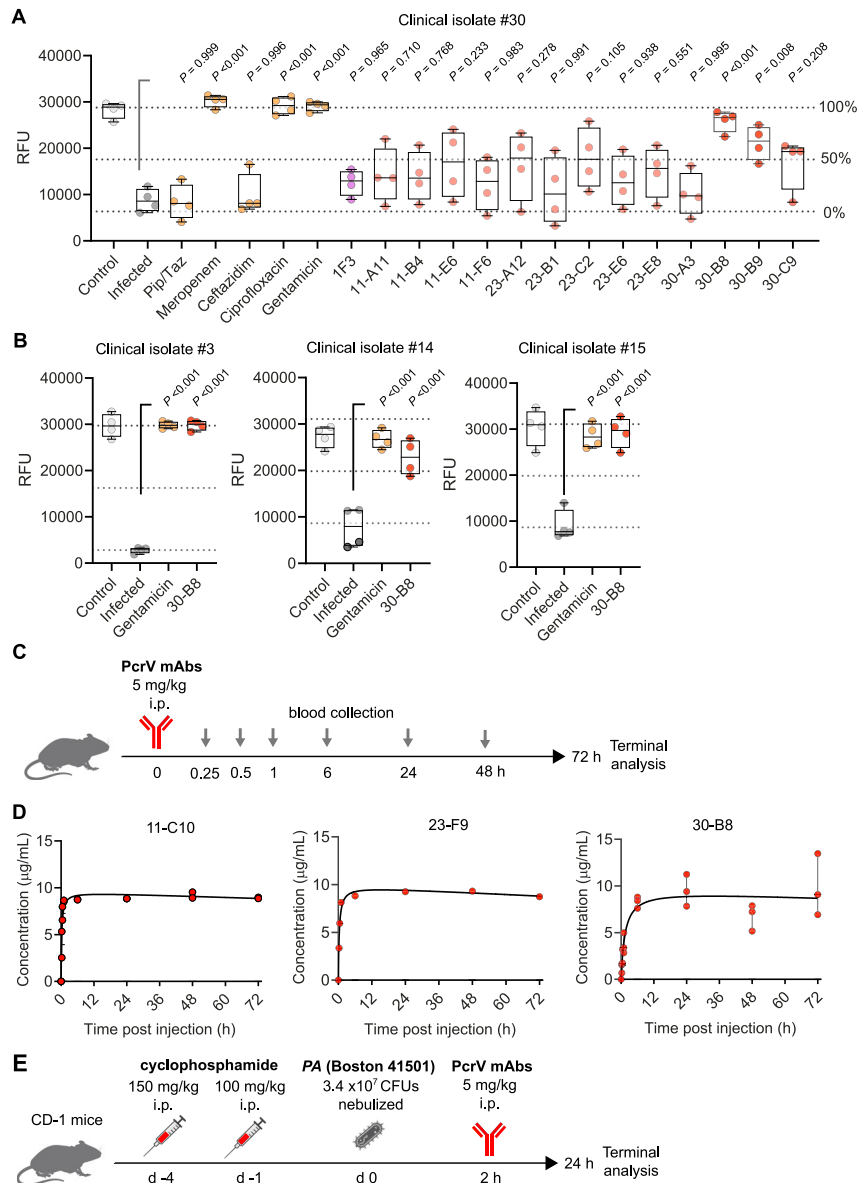 A
Clinical isolate #30
P = 0.999
P <0.001
P = 0.996
P <0.001
P <0.001
P = 0.965
P = 0.710
P = 0.768
P = 0.233
P = 0.983
P = 0.278
P = 0.991
P = 0.105
P = 0.938
P = 0.551
P = 0.995
P <0.001
P = 0.008
P = 0.208
RFU
40000
30000
20000
10000
0
100%
50%
0%
Control
Infected
Pip/Taz
Meropenem
Ceftazidim
Ciprofloxacin
Gentamicin
1F3
11-A11
11-B4
11-E6
11-F6
23-A12
23-B1
23-C2
23-E6
23-E8
30-A3
30-B8
30-B9
30-C9
B
Clinical isolate #3
P <0.001
P <0.001
RFU
40000
30000
20000
10000
0
Control
Infected
Gentamicin
30-B8
Clinical isolate #14
P <0.001
P <0.001
RFU
40000
30000
20000
10000
0
Control
Infected
Gentamicin
30-B8
Clinical isolate #15
P <0.001
P <0.001
RFU
40000
30000
20000
10000
0
Control
Infected
Gentamicin
30-B8
C
PcrV mAbs
5 mg/kg
i.p.
blood collection
0
0.25
0.5
1
6
24
48 h
72 h
Terminal
analysis
D
11-C10
Concentration (µg/mL)
15
10
5
0
0
12
24
36
48
60
72
Time post injection (h)
23-F9
Concentration (µg/mL)
15
10
5
0
0
12
24
36
48
60
72
Time post injection (h)
30-B8
Concentration (µg/mL)
15
10
5
0
0
12
24
36
48
60
72
Time post injection (h)
E
cyclophosphamide
150 mg/kg
i.p.
100 mg/kg
i.p.
PA (Boston 41501)
3.4 x10⁷ CFUs
nebulized
PcrV mAbs
5 mg/kg
i.p.
CD-1 mice
d -4
d -1
d 0
2 h
24 h
Terminal
analysis